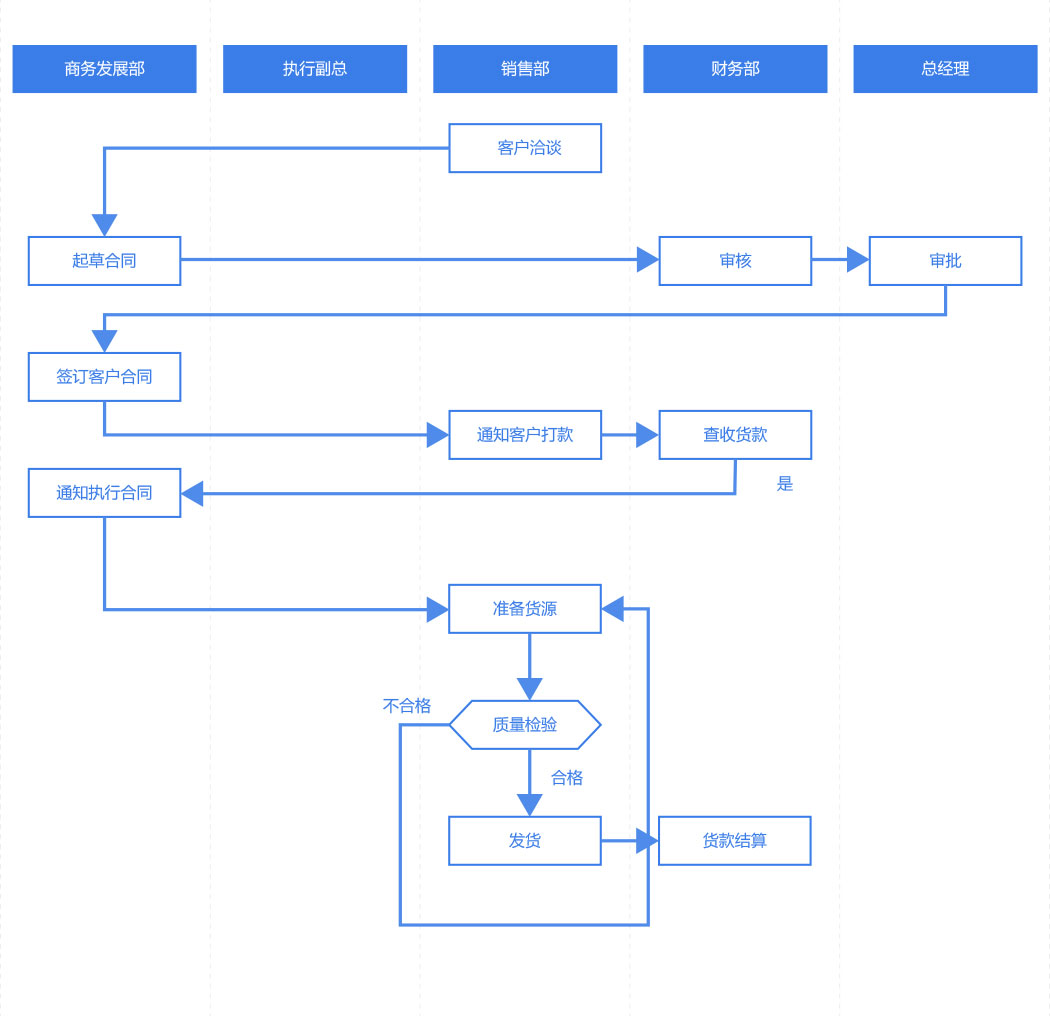 商务发展部
执行副总
销售部
财务部
总经理
客户洽谈
起草合同
审核
审批
签订客户合同
通知客户打款
查收货款
是
通知执行合同
准备货源
不合格
质量检验
合格
发货
货款结算